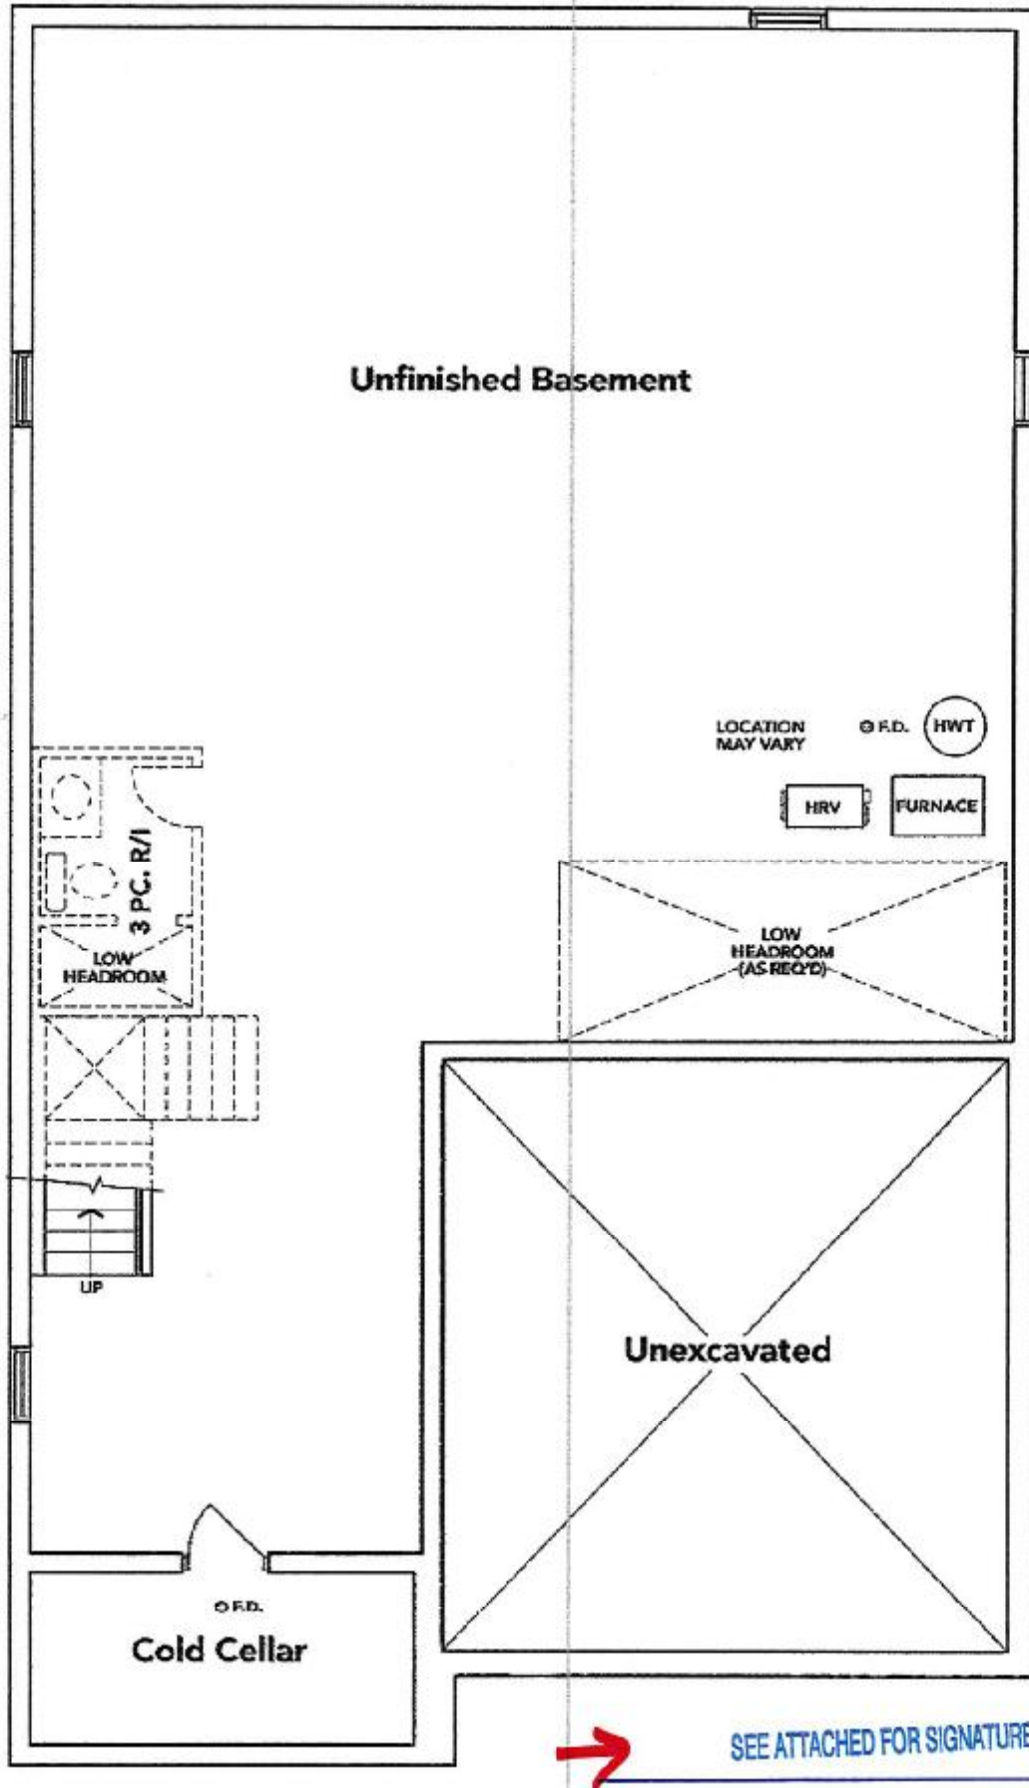 Unfinished Basement
LOCATION
MAY VARY
F.D.
HWT
HRV
FURNACE
3 PC. R/I
LOW
HEADROOM
LOW
HEADROOM
(AS REQ'D)
UP
Unexcavated
F.D.
Cold Cellar
SEE ATTACHED FOR SIGNATURE